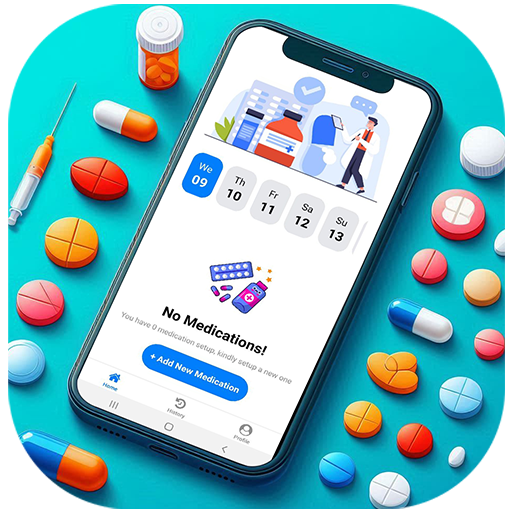 We
09
Th
10
Fr
11
Sa
12
Su
13
No Medications!
You have 0 medication setup, kindly setup a new one
+ Add New Medication
Home
History
Profile